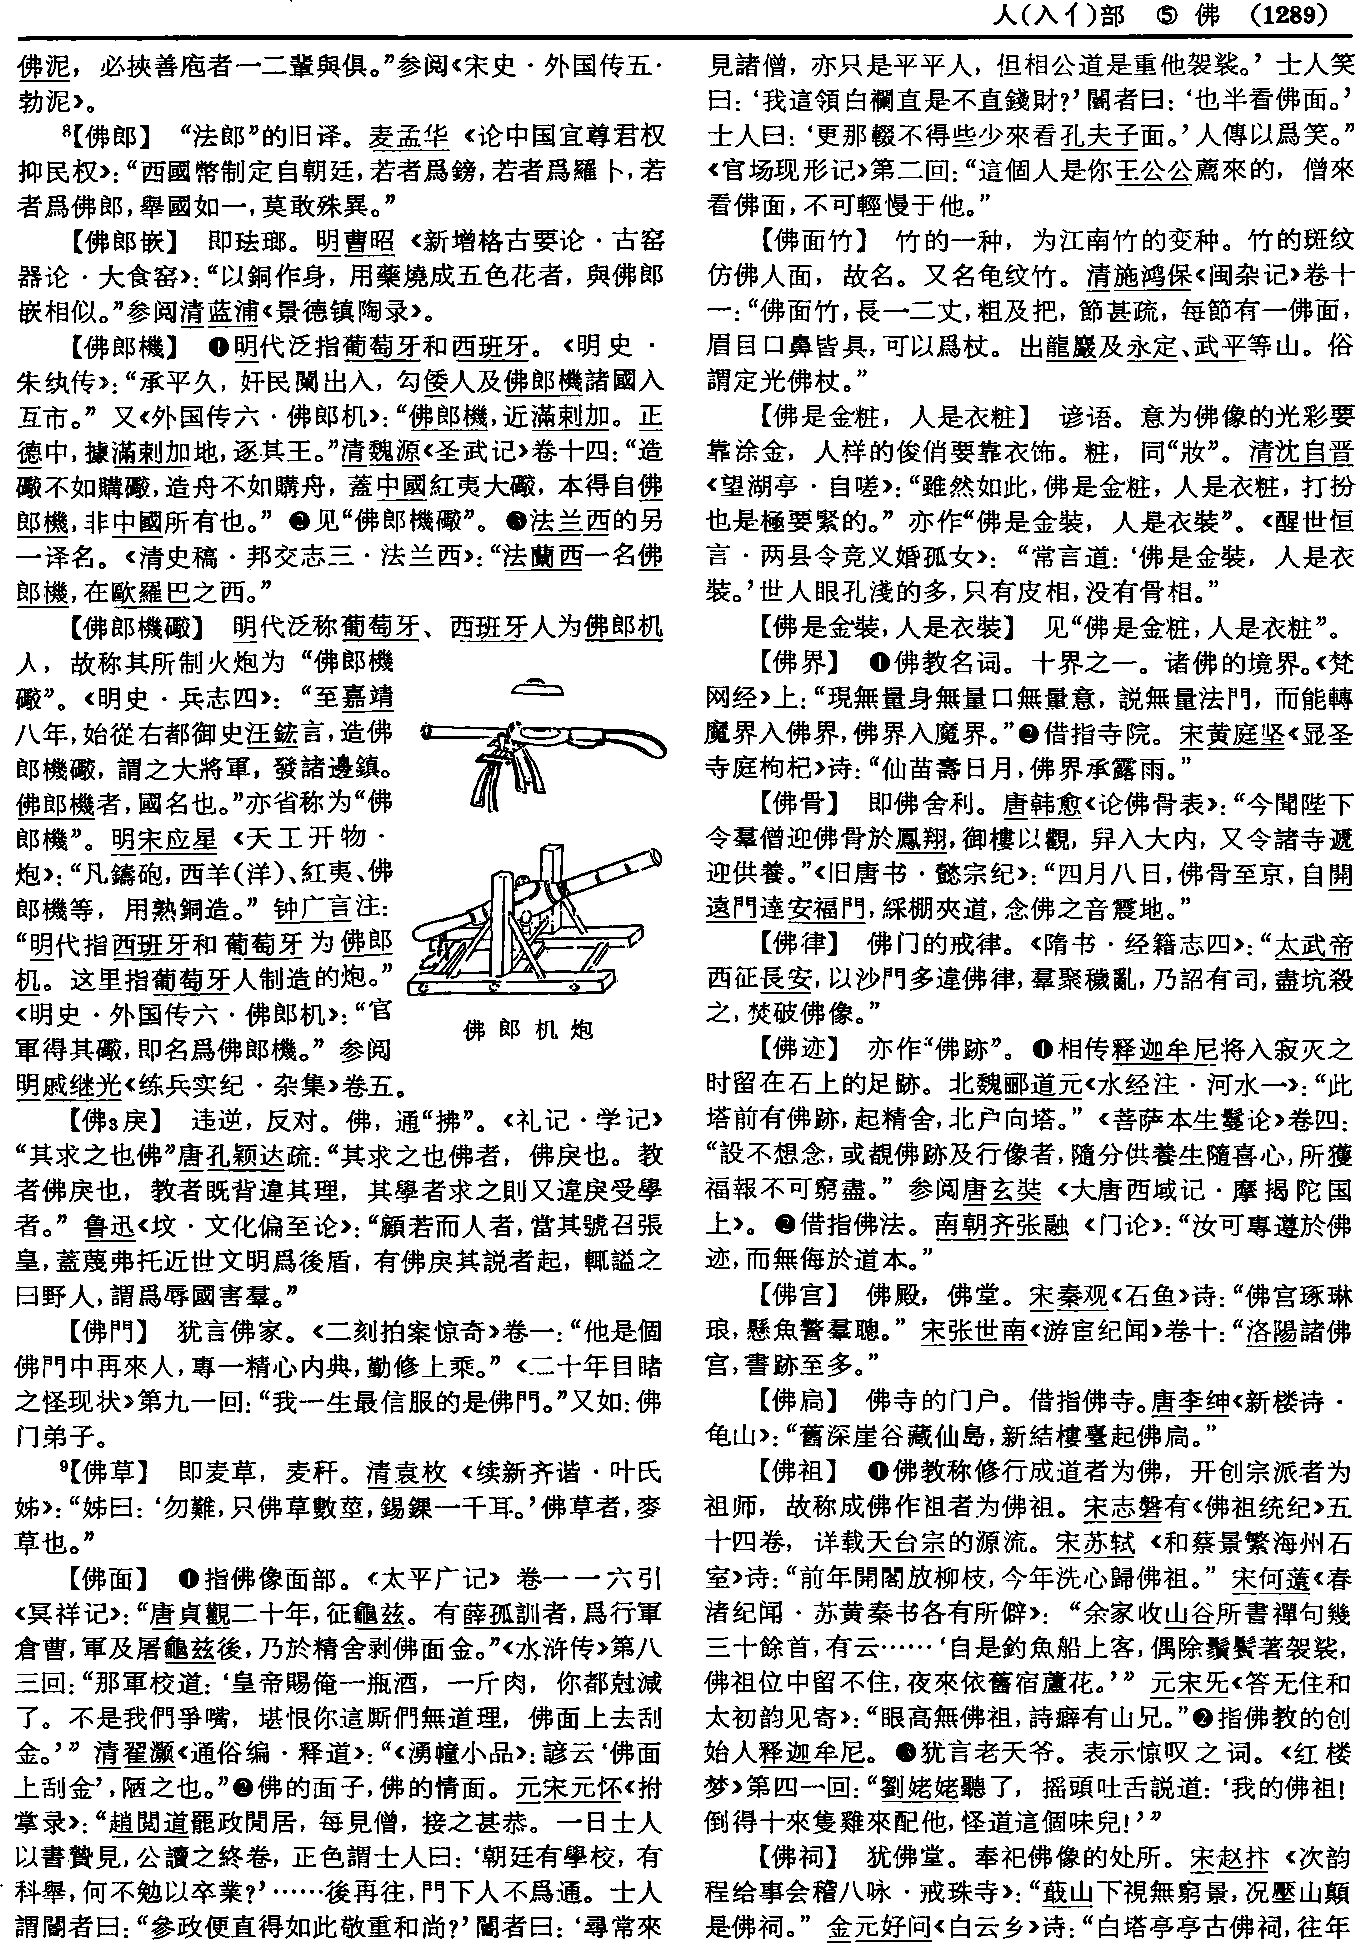 人(入亻)部 ⑤ 佛 (1289)
佛泥，必挾善庖者一二輩與俱。”参阅《宋史·外国传五·
勃泥》。
⁸【佛郎】 “法郎”的旧译。麦孟华《论中国宜尊君权
抑民权》：“西國幣制定自朝廷，若者爲鎊，若者爲羅卜，若
者爲佛郎，舉國如一，莫敢殊異。”
【佛郎嵌】 即珐瑯。明曹昭《新增格古要论·古窑
器论·大食窑》：“以銅作身，用藥燒成五色花者，與佛郎
嵌相似。”参阅清蓝浦《景德镇陶录》。
【佛郎機】 ❶明代泛指葡萄牙和西班牙。《明史·
朱纨传》：“承平久，奸民闌出入，勾倭人及佛郎機諸國入
互市。”又《外国传六·佛郎机》：“佛郎機，近滿剌加。正
德中，據滿剌加地，逐其王。”清魏源《圣武记》卷十四：“造
礮不如購礮，造舟不如購舟，蓋中國紅夷大礮，本得自佛
郎機，非中國所有也。” ❷见“佛郎機礮”。❸法兰西的另
一译名。《清史稿·邦交志三·法兰西》：“法蘭西一名佛
郎機，在歐羅巴之西。”
【佛郎機礮】 明代泛称葡萄牙、西班牙人为佛郎机
人，故称其所制火炮为“佛郎機
礮”。《明史·兵志四》：“至嘉靖
八年，始從右都御史汪鋐言，造佛
郎機礮，謂之大將軍，發諸邊鎮。
佛郎機者，國名也。”亦省称为“佛
郎機”。明宋应星《天工开物·
炮》：“凡鑄砲，西羊(洋)、紅夷、佛
郎機等，用熟銅造。”钟广言注：
“明代指西班牙和葡萄牙为佛郎
机。这里指葡萄牙人制造的炮。”
《明史·外国传六·佛郎机》：“官
軍得其礮，即名爲佛郎機。”参阅
明戚继光《练兵实纪·杂集》卷五。
佛郎机炮
【佛₃戾】 违逆，反对。佛，通“拂”。《礼记·学记》
“其求之也佛”唐孔颖达疏：“其求之也佛者，佛戾也。教
者佛戾也，教者既背違其理，其學者求之則又違戾受學
者。”鲁迅《坟·文化偏至论》：“顧若而人者，當其號召張
皇，蓋蔑弗托近世文明爲後盾，有佛戾其説者起，輒謚之
曰野人，謂爲辱國害羣。”
【佛門】 犹言佛家。《二刻拍案惊奇》卷一：“他是個
佛門中再來人，專一精心内典，勤修上乘。”《二十年目睹
之怪现状》第九一回：“我一生最信服的是佛門。”又如：佛
门弟子。
⁹【佛草】 即麦草，麦秆。清袁枚《续新齐谐·叶氏
姊》：“姊曰：‘勿難，只佛草數莖，錫錁一千耳。’佛草者，麥
草也。”
【佛面】 ❶指佛像面部。《太平广记》卷一一六引
《冥祥记》：“唐貞觀二十年，征龜兹。有薛孤訓者，爲行軍
倉曹，軍及屠龜兹後，乃於精舍剥佛面金。”《水浒传》第八
三回：“那軍校道：‘皇帝賜俺一瓶酒，一斤肉，你都尅減
了。不是我們爭嘴，堪恨你這厮們無道理，佛面上去刮
金。’”清翟灏《通俗编·释道》：“《湧幢小品》：諺云‘佛面
上刮金’，陋之也。”❷佛的面子，佛的情面。元宋元怀《拊
掌录》：“趙閲道罷政閒居，每見僧，接之甚恭。一日士人
以書贄見，公讀之終卷，正色謂士人曰：‘朝廷有學校，有
科舉，何不勉以卒業？’……後再往，門下人不爲通。士人
謂閽者曰：“參政便直得如此敬重和尚？’閽者曰：‘尋常來
見諸僧，亦只是平平人，但相公道是重他袈裟。’士人笑
曰：‘我這領白襴直是不直錢財？’閽者曰：‘也半看佛面。’
士人曰：‘更那輟不得些少來看孔夫子面。’人傳以爲笑。”
《官场现形记》第二回：“這個人是你王公公薦來的，僧來
看佛面，不可輕慢于他。”
【佛面竹】 竹的一种，为江南竹的变种。竹的斑纹
仿佛人面，故名。又名龟纹竹。清施鸿保《闽杂记》卷十
一：“佛面竹，長一二丈，粗及把，節甚疏，每節有一佛面，
眉目口鼻皆具，可以爲杖。出龍巖及永定、武平等山。俗
謂定光佛杖。”
【佛是金粧，人是衣粧】 谚语。意为佛像的光彩要
靠涂金，人样的俊俏要靠衣饰。粧，同“妝”。清沈自晋
《望湖亭·自嗟》：“雖然如此，佛是金粧，人是衣粧，打扮
也是極要緊的。”亦作“佛是金裝，人是衣裝”。《醒世恒
言·两县令竞义婚孤女》：“常言道：‘佛是金裝，人是衣
裝。’世人眼孔淺的多，只有皮相，没有骨相。”
【佛是金裝，人是衣裝】 见“佛是金粧，人是衣粧”。
【佛界】 ❶佛教名词。十界之一。诸佛的境界。《梵
网经》上：“現無量身無量口無量意，説無量法門，而能轉
魔界入佛界，佛界入魔界。”❷借指寺院。宋黄庭坚《显圣
寺庭枸杞》诗：“仙苗壽日月，佛界承露雨。”
【佛骨】 即佛舍利。唐韩愈《论佛骨表》：“今聞陛下
令羣僧迎佛骨於鳳翔，御樓以觀，舁入大内，又令諸寺遞
迎供養。”《旧唐书·懿宗纪》：“四月八日，佛骨至京，自開
遠門達安福門，綵棚夾道，念佛之音震地。”
【佛律】 佛门的戒律。《隋书·经籍志四》：“太武帝
西征長安，以沙門多違佛律，羣聚穢亂，乃詔有司，盡坑殺
之，焚破佛像。”
【佛迹】 亦作“佛跡”。❶相传释迦牟尼将入寂灭之
时留在石上的足跡。北魏郦道元《水经注·河水一》：“此
塔前有佛跡，起精舍，北户向塔。”《菩萨本生鬘论》卷四：
“設不想念，或覩佛跡及行像者，隨分供養生隨喜心，所獲
福報不可窮盡。”参阅唐玄奘《大唐西域记·摩揭陀国
上》。❷借指佛法。南朝齐张融《门论》：“汝可專遵於佛
迹，而無侮於道本。”
【佛宫】 佛殿，佛堂。宋秦观《石鱼》诗：“佛宫琢琳
琅，懸魚警羣聰。”宋张世南《游宦纪闻》卷十：“洛陽諸佛
宫，書跡至多。”
【佛扃】 佛寺的门户。借指佛寺。唐李绅《新楼诗·
龟山》：“舊深崖谷藏仙島，新結樓臺起佛扃。”
【佛祖】 ❶佛教称修行成道者为佛，开创宗派者为
祖师，故称成佛作祖者为佛祖。宋志磐有《佛祖统纪》五
十四卷，详载天台宗的源流。宋苏轼《和蔡景繁海州石
室》诗：“前年開閤放柳枝，今年洗心歸佛祖。”宋何薳《春
渚纪闻·苏黄秦书各有所僻》：“余家收山谷所書禪句幾
三十餘首，有云……‘自是釣魚船上客，偶除鬚鬢著袈裟，
佛祖位中留不住，夜來依舊宿蘆花。’”元宋旡《答无住和
太初韵见寄》：“眼高無佛祖，詩癖有山兄。”❷指佛教的创
始人释迦牟尼。❸犹言老天爷。表示惊叹之词。《红楼
梦》第四一回：“劉姥姥聽了，摇頭吐舌説道：‘我的佛祖！
倒得十來隻雞來配他，怪道這個味兒！’”
【佛祠】 犹佛堂。奉祀佛像的处所。宋赵抃《次韵
程给事会稽八咏·戒珠寺》：“蕺山下視無窮景，况壓山顛
是佛祠。”金元好问《白云乡》诗：“白塔亭亭古佛祠，往年